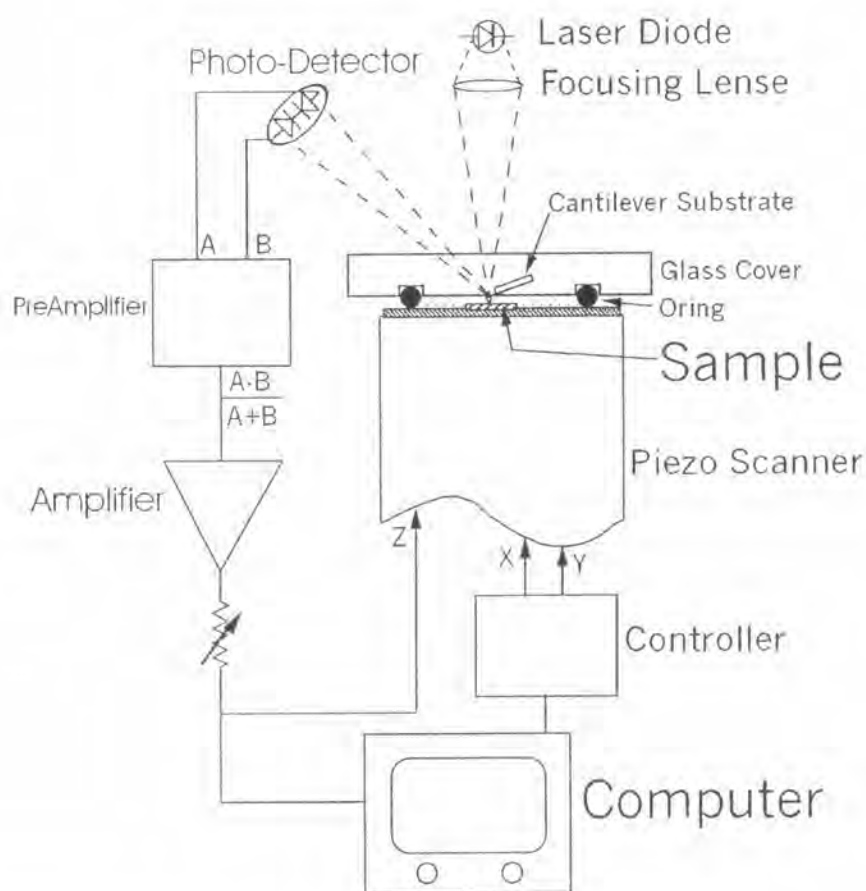 Laser Diode
Photo-Detector
Focusing Lense
Cantilever Substrate
A
B
Glass Cover
PreAmplifier
Oring
A-B
A+B
Sample
Piezo Scanner
Amplifier
Z
X
Y
Controller
Computer